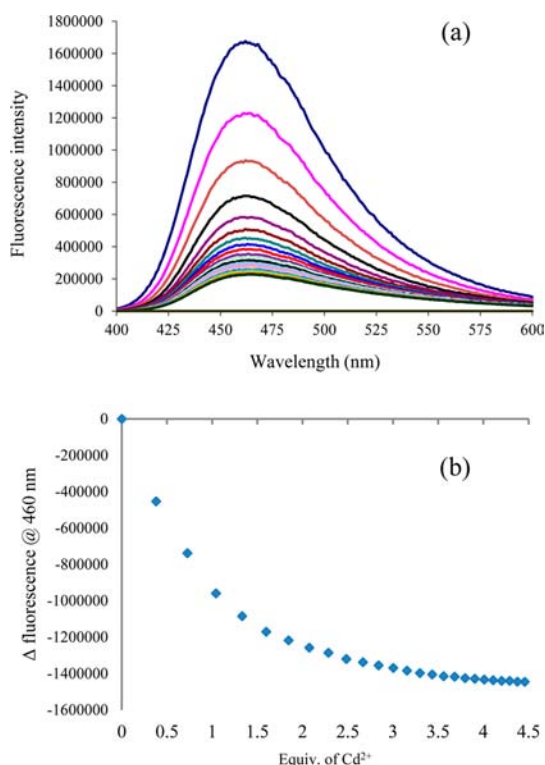 (a)
Fluorescence intensity
1800000
1600000
1400000
1200000
1000000
800000
600000
400000
200000
0
400 425 450 475 500 525 550 575 600
Wavelength (nm)
(b)
Δ fluorescence @ 460 nm
0
-200000
-400000
-600000
-800000
-1000000
-1200000
-1400000
-1600000
0 0.5 1 1.5 2 2.5 3 3.5 4 4.5
Equiv. of Cd²⁺